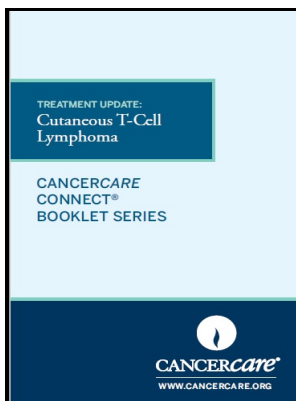 TREATMENT UPDATE:
Cutaneous T-Cell
Lymphoma
CANCERCARE
CONNECT®
BOOKLET SERIES
CANCERcare®
WWW.CANCERCARE.ORG